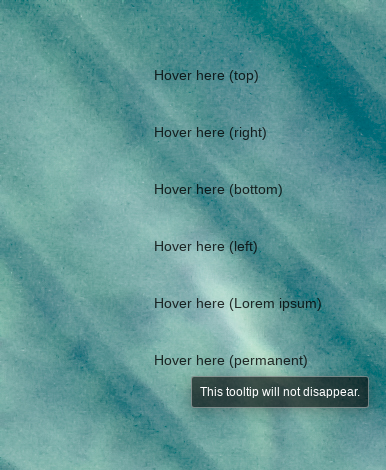 Hover here (top)
Hover here (right)
Hover here (bottom)
Hover here (left)
Hover here (Lorem ipsum)
Hover here (permanent)
This tooltip will not disappear.